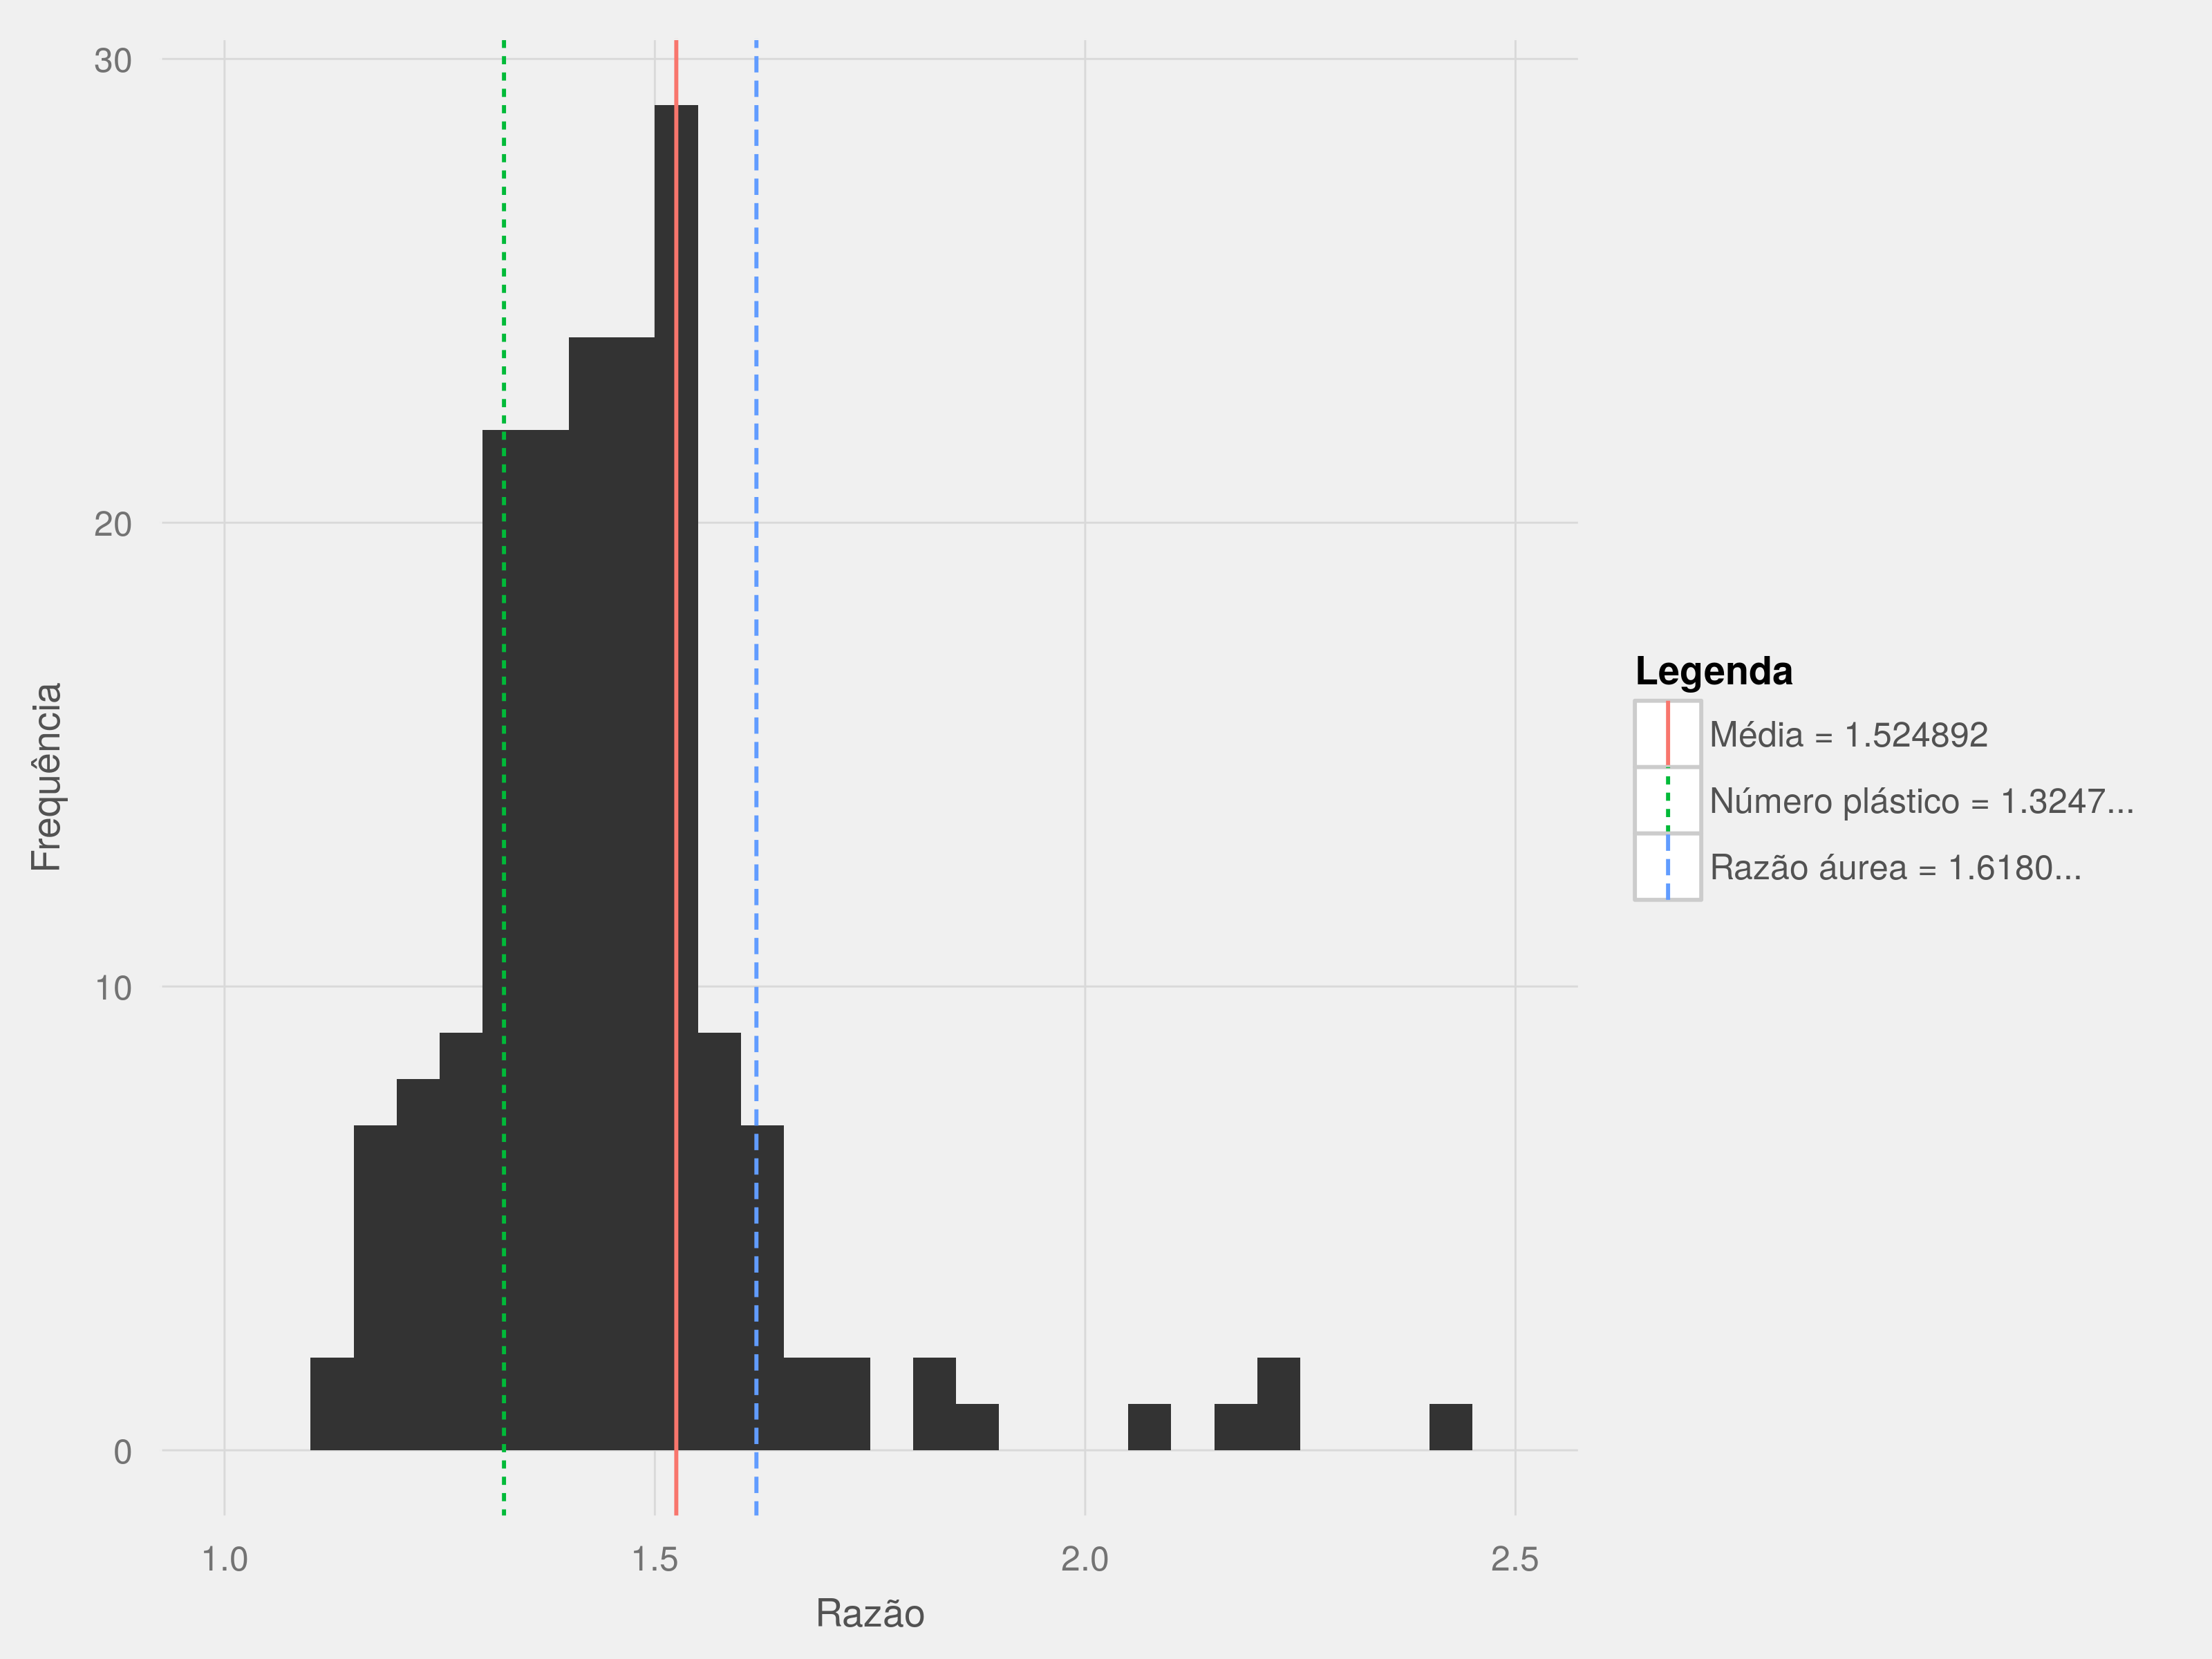 30
20
10
0
Frequência
1.0 1.5 2.0 2.5
Razão
Legenda
Média = 1.524892
Número plástico = 1.3247...
Razão áurea = 1.6180...